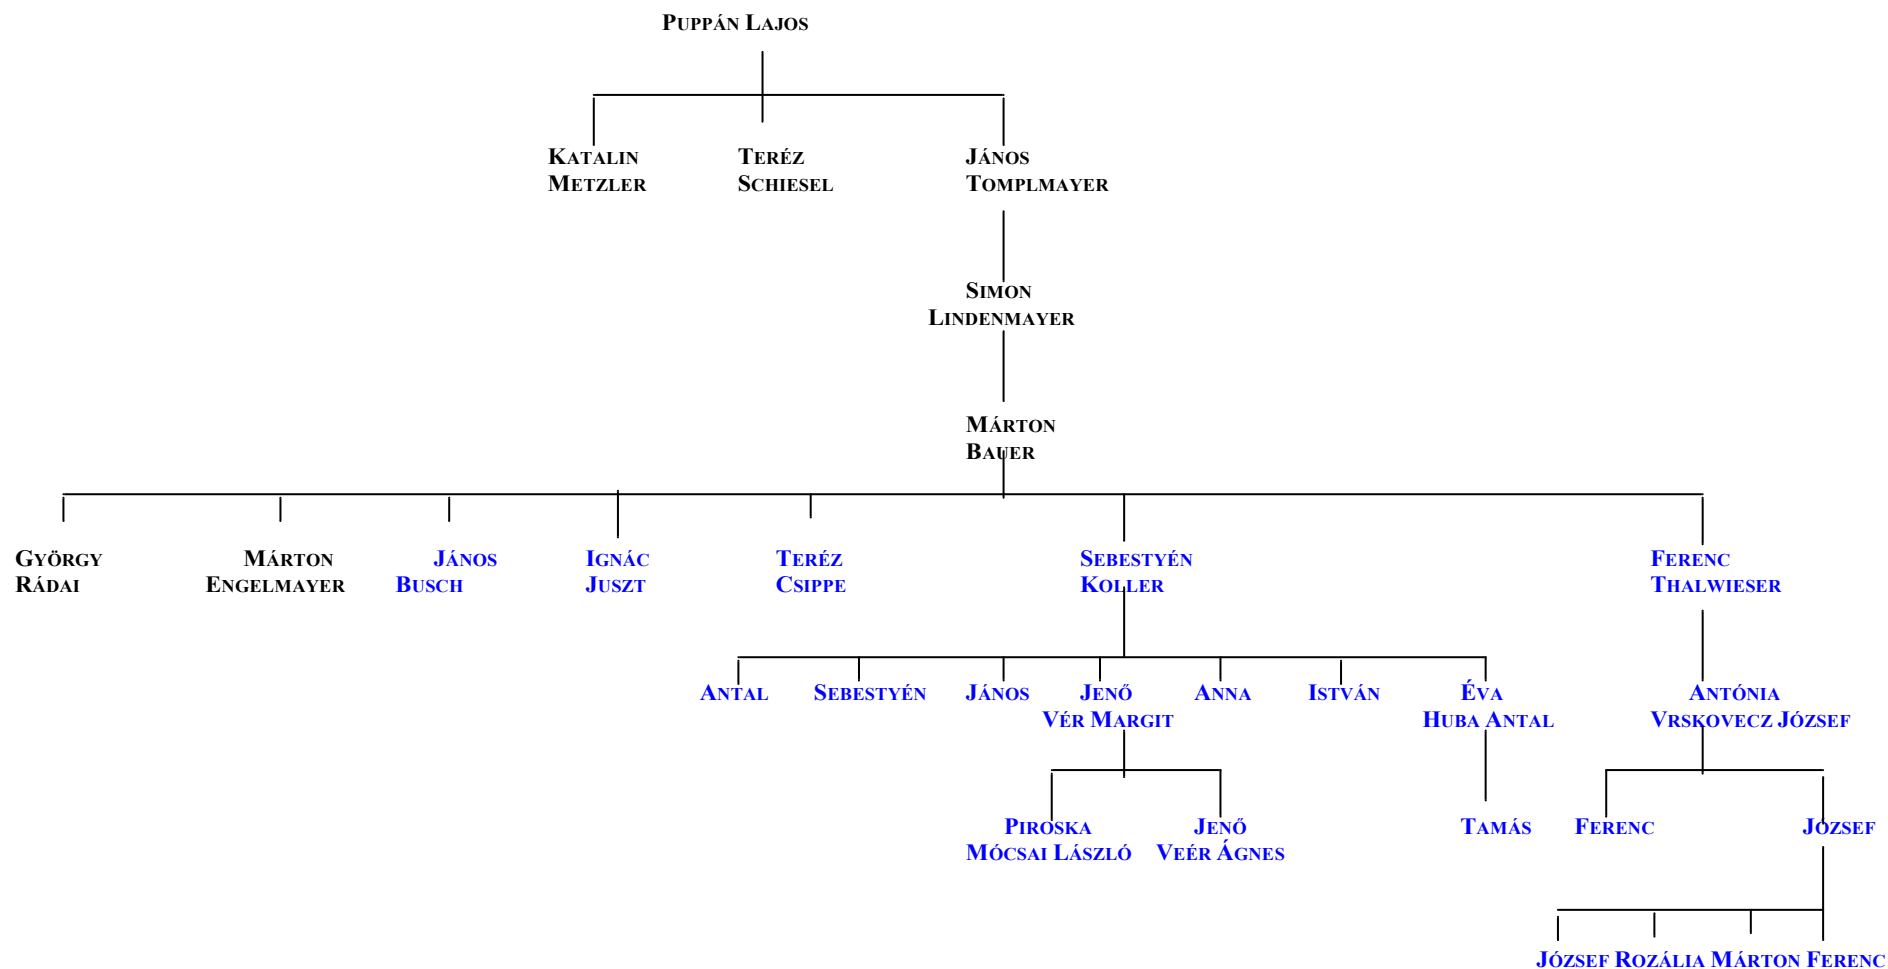 PUPPÁN LAJOS
KATALIN
METZLER
TERÉZ
SCHIESEL
JÁNOS
TOMPLMAYER
SIMON
LINDENMAYER
MÁRTON
BAUER
GYÖRGY
RÁDAI
MÁRTON
ENGELMAYER
JÁNOS
BUSCH
IGNÁC
JUSZT
TERÉZ
CSIPPE
SEBESTYÉN
KOLLER
FERENC
THALWIESER
ANTAL
SEBESTYÉN
JÁNOS
JENŐ
VÉR MARGIT
ANNA
ISTVÁN
ÉVA
HUBA ANTAL
ANTÓNIA
VRSKOVECZ JÓZSEF
PIROSKA
MÓCSAI LÁSZLÓ
JENŐ
VEÉR ÁGNES
TAMÁS
FERENC
JÓZSEF
JÓZSEF ROZÁLIA MÁRTON FERENC